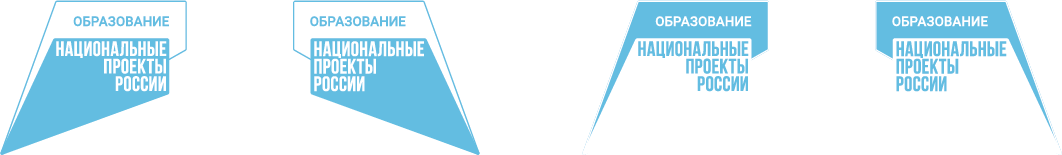 ОБРАЗОВАНИЕ
НАЦИОНАЛЬНЫЕ
ПРОЕКТЫ
РОССИИ
ОБРАЗОВАНИЕ
НАЦИОНАЛЬНЫЕ
ПРОЕКТЫ
РОССИИ
ОБРАЗОВАНИЕ
НАЦИОНАЛЬНЫЕ
ПРОЕКТЫ
РОССИИ
ОБРАЗОВАНИЕ
НАЦИОНАЛЬНЫЕ
ПРОЕКТЫ
РОССИИ